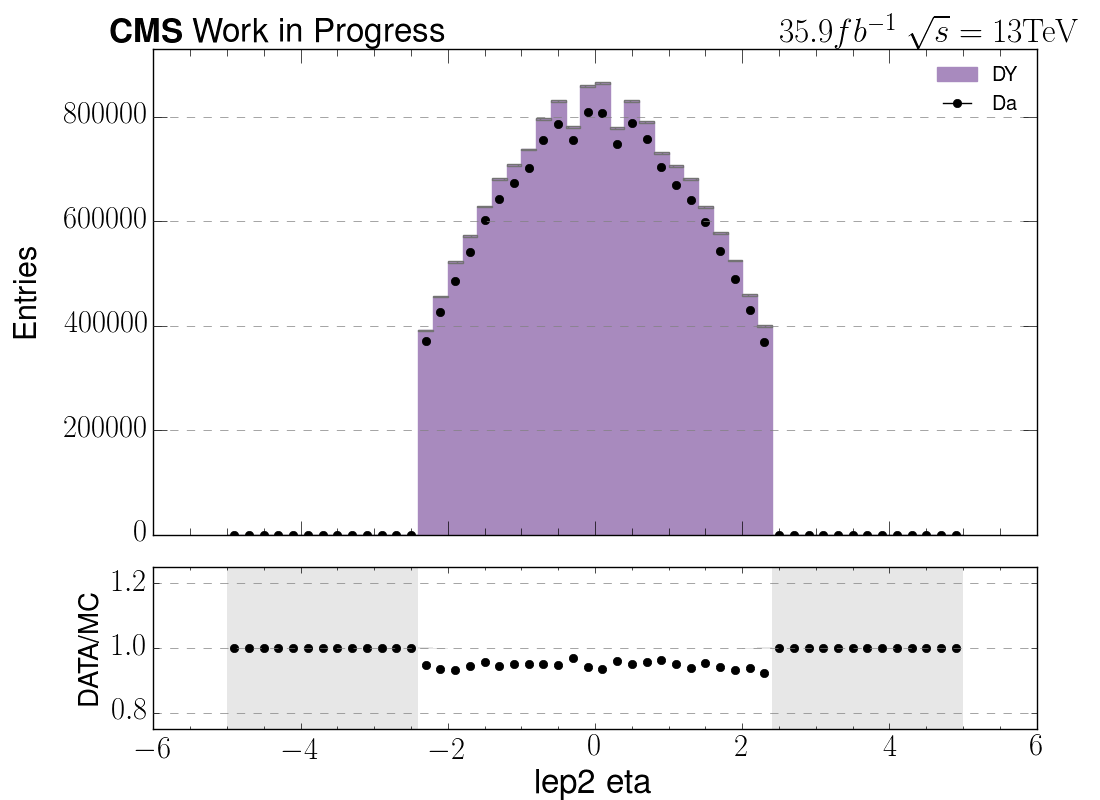 CMS Work in Progress
35.9fb⁻¹ √s = 13TeV
DY
Da
800000
600000
400000
200000
0
Entries
1.2
1.0
0.8
DATA/MC
−6 −4 −2 0 2 4 6
lep2 eta